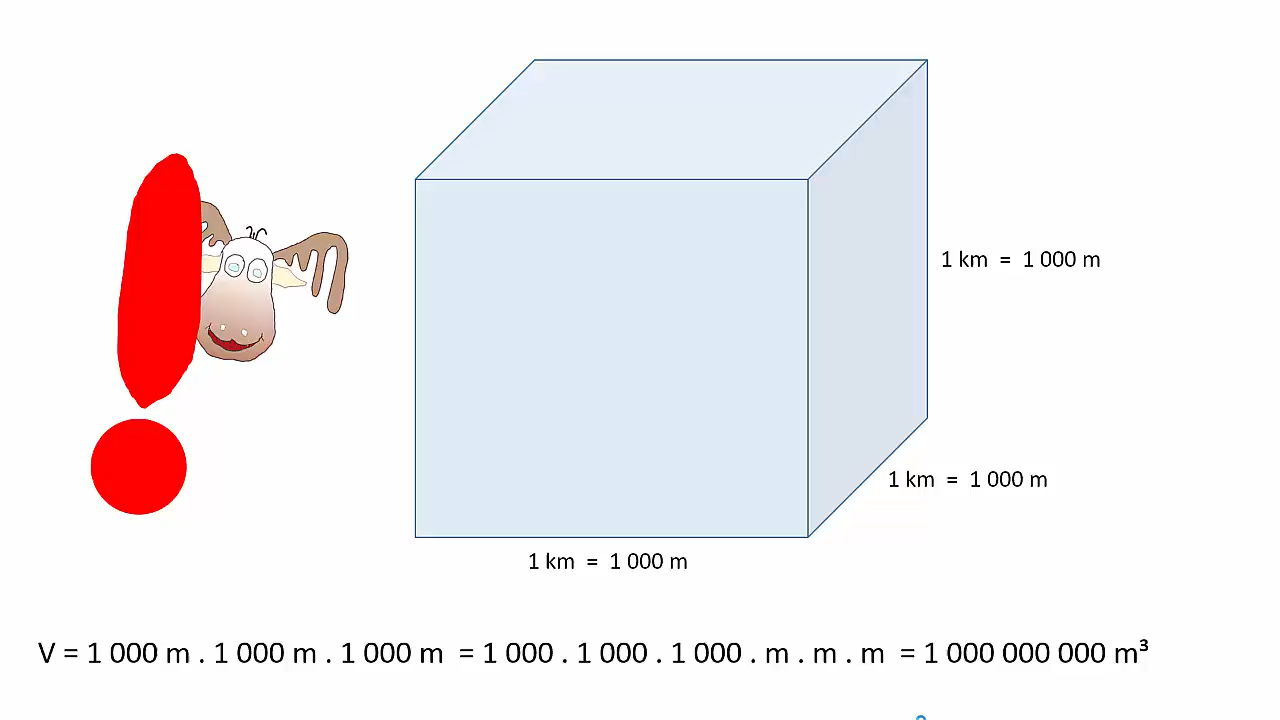 1 km = 1 000 m
1 km = 1 000 m
1 km = 1 000 m
V = 1 000 m . 1 000 m . 1 000 m = 1 000 . 1 000 . 1 000 . m . m . m = 1 000 000 000 m³